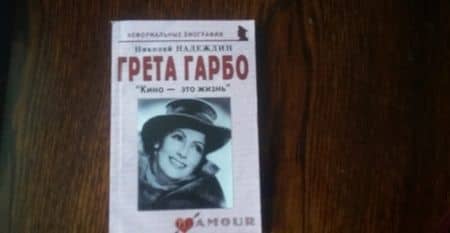 НЕФОРМАЛЬНЫЕ БИОГРАФИИ
Николай НАДЕЖДИН
ГРЕТА ГАРБО
"Кино — это жизнь"
AMOUR